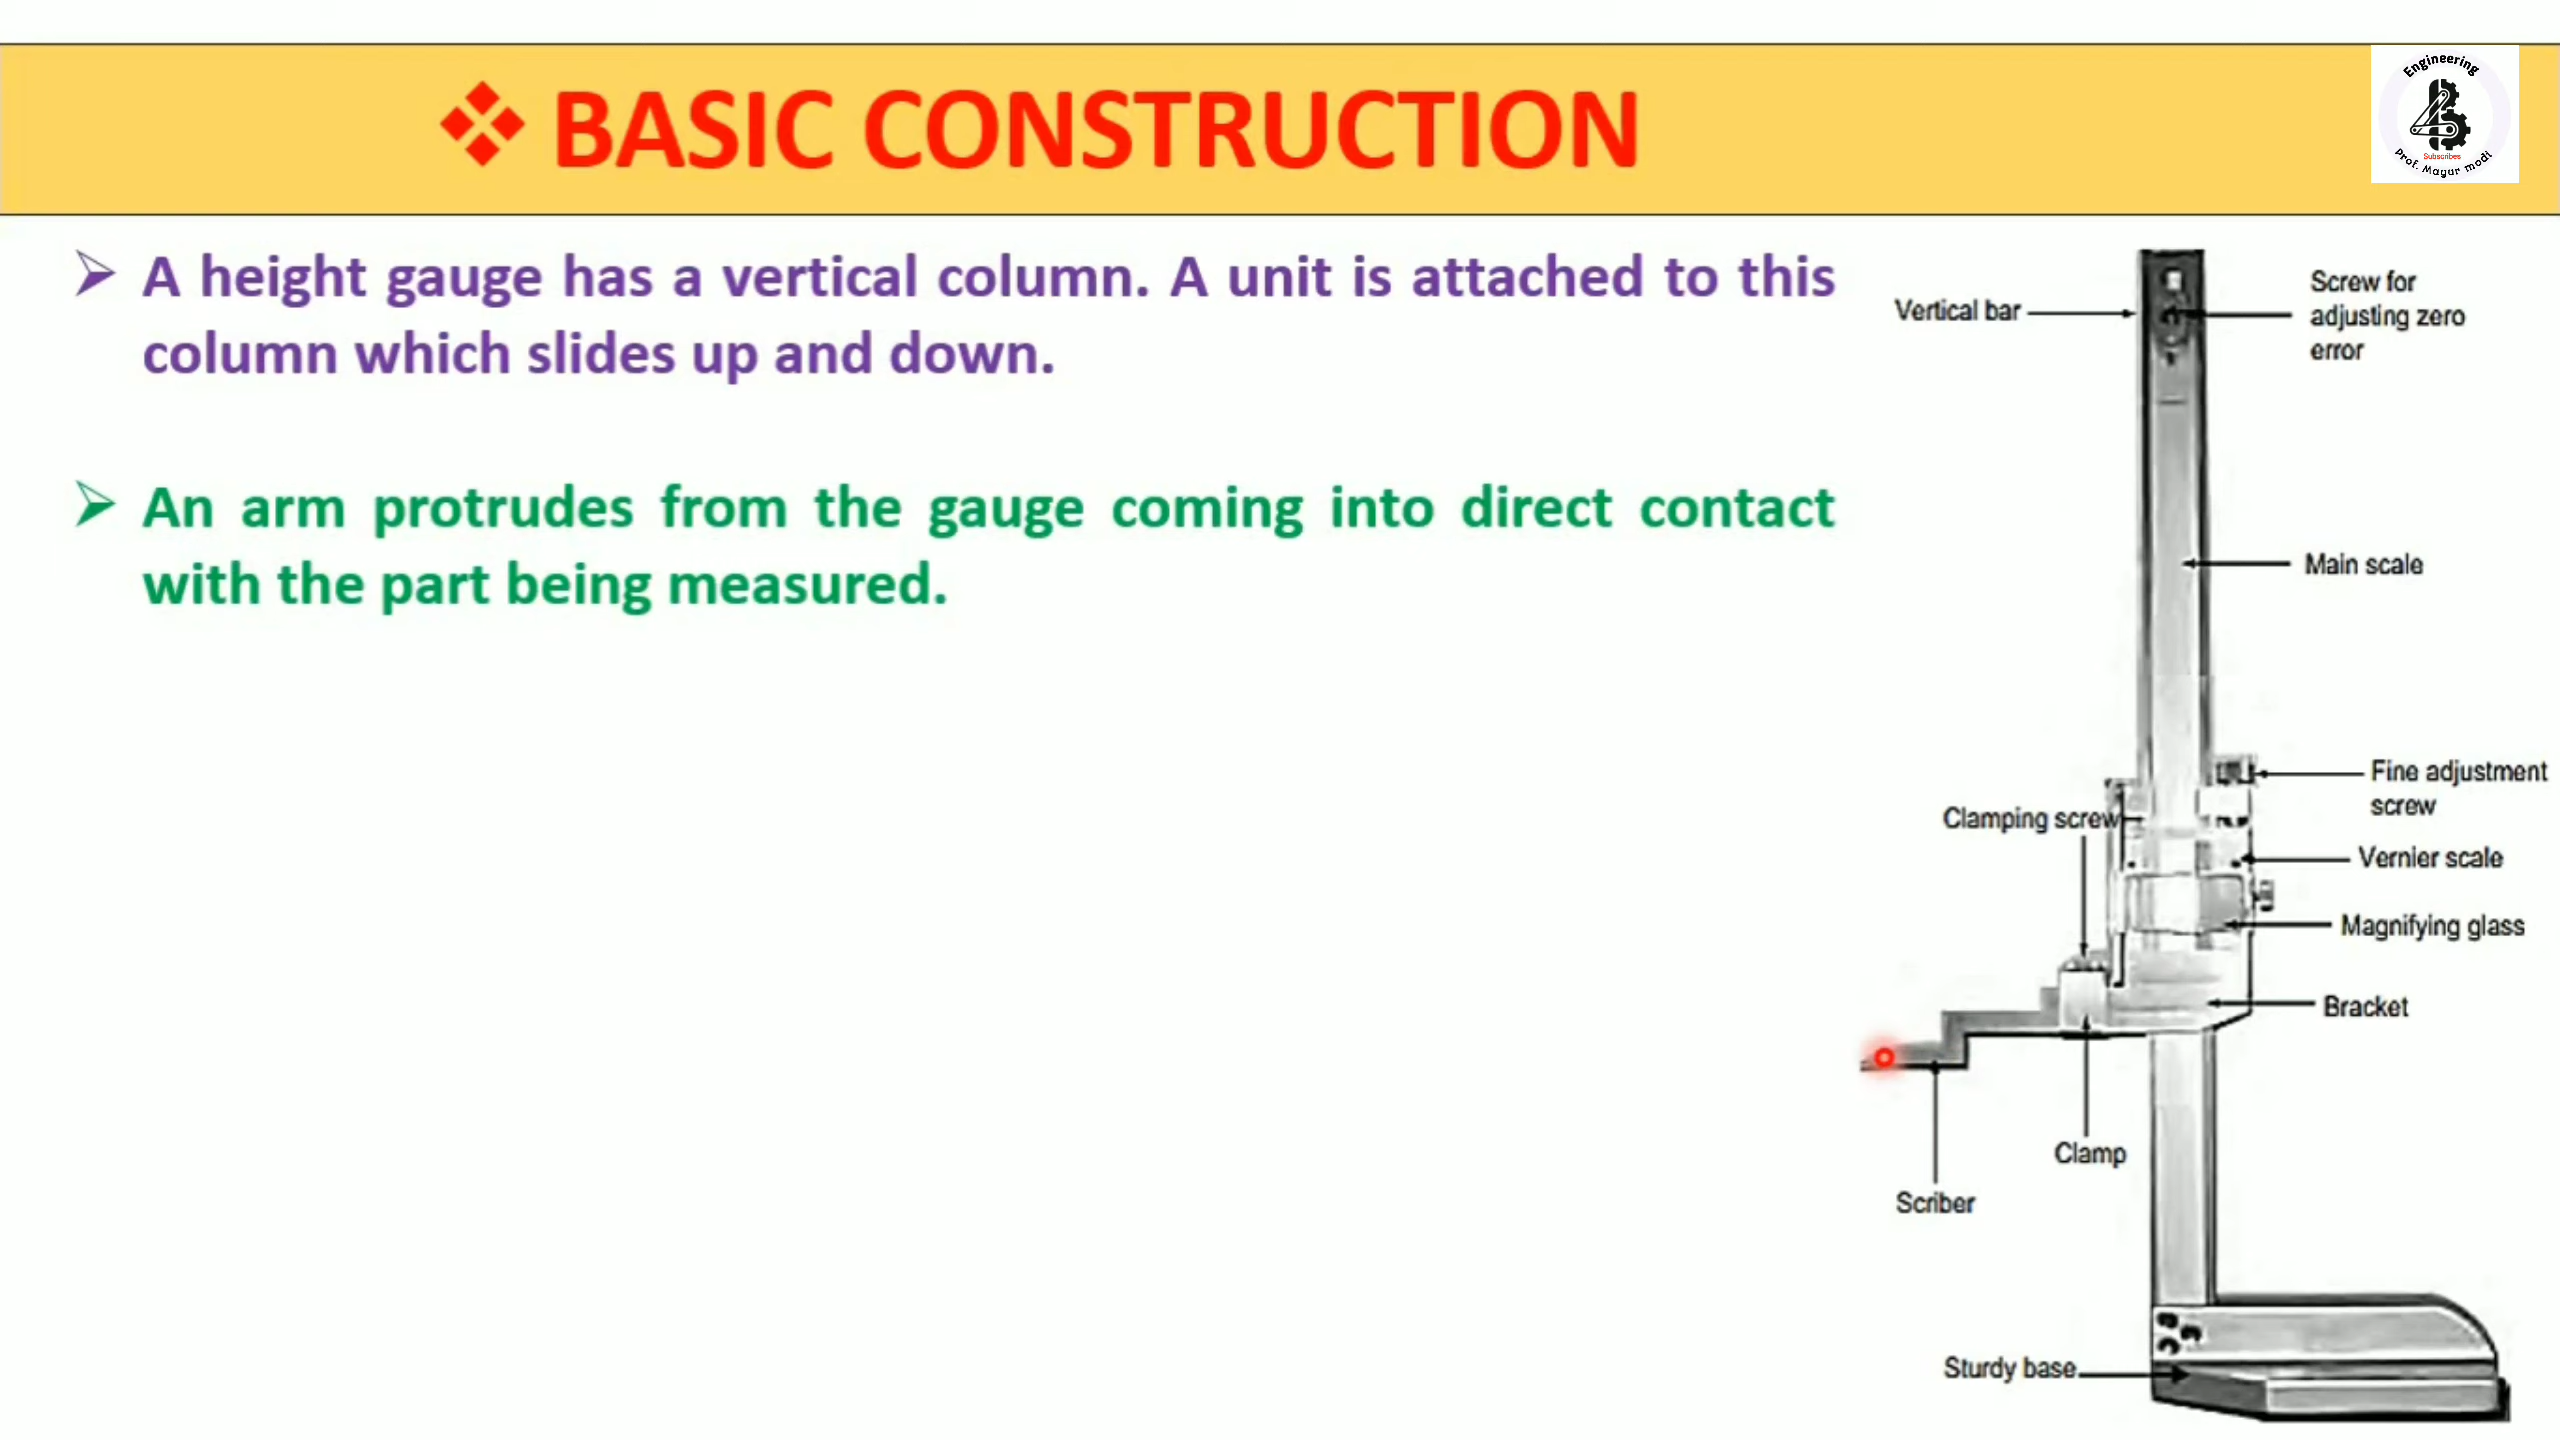 BASIC CONSTRUCTION
Engineering
Subscribes
Prof. Mayur modi
A height gauge has a vertical column. A unit is attached to this
column which slides up and down.
An arm protrudes from the gauge coming into direct contact
with the part being measured.
Vertical bar
Screw for
adjusting zero
error
Main scale
Fine adjustment
screw
Clamping screw
Vernier scale
Magnifying glass
Bracket
Clamp
Scriber
Sturdy base